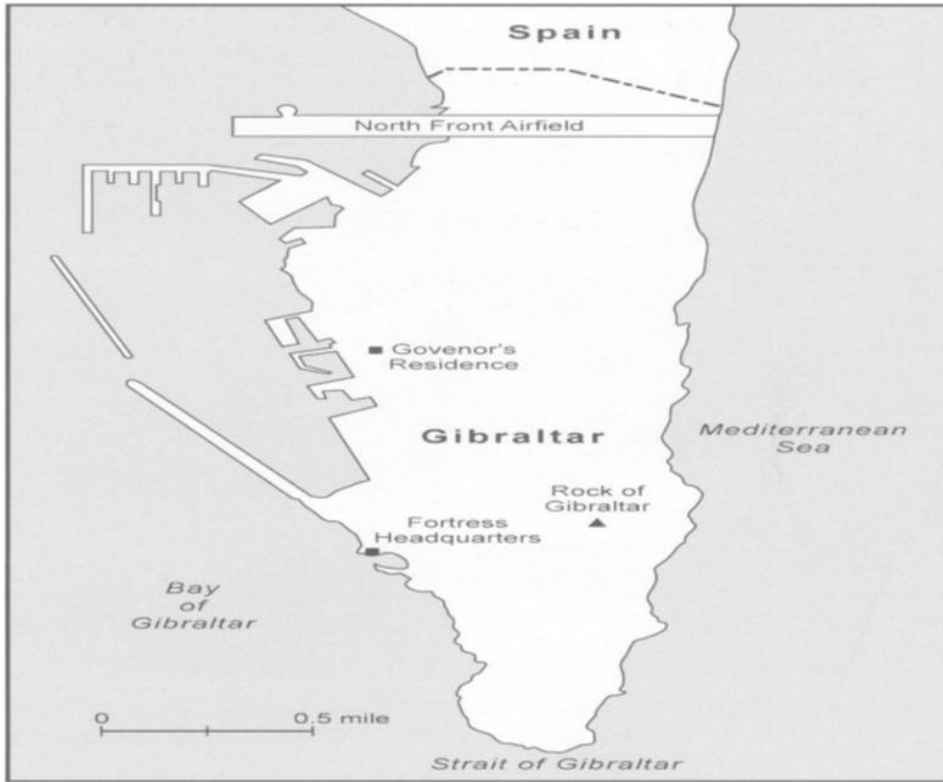 Spain
North Front Airfield
Govenor's
Residence
Gibraltar
Mediterranean
Sea
Rock of
Gibraltar
Fortress
Headquarters
Bay
of
Gibraltar
0 0.5 mile
Strait of Gibraltar